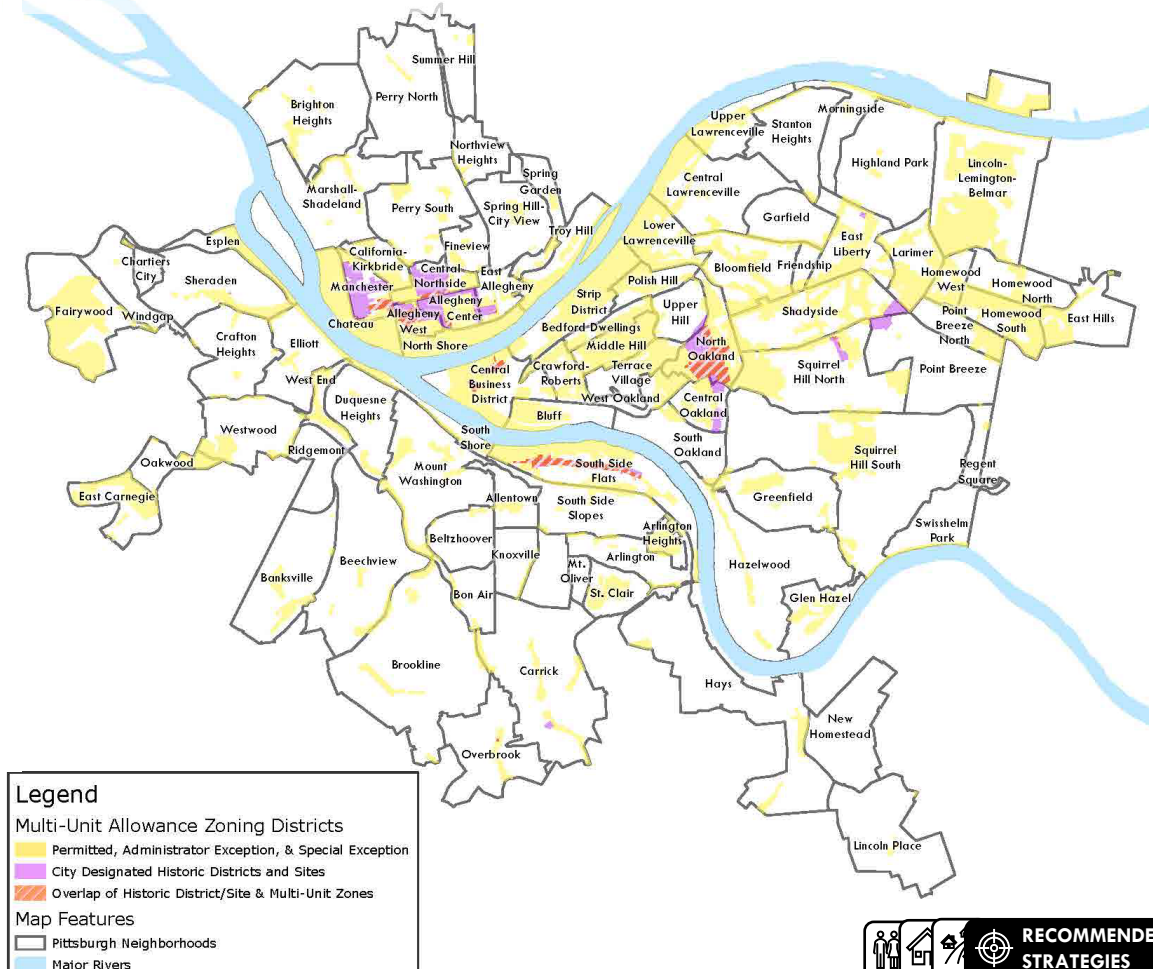 Summer Hill
Perry North
Brighton
Heights
Northview
Heights
Spring
Garden
Marshall-
Shadeland
Perry South
Spring Hill-
City View
Troy Hill
Fineview
California-
Kirkbride
Central
Northside
East
Allegheny
Manchester
Allegheny
Center
Allegheny
West
Chateau
North Shore
Esplen
Chartiers
City
Sheraden
Windgap
Fairywood
Crafton
Heights
Elliott
West End
Duquesne
Heights
Westwood
Ridgemont
Oakwood
East Carnegie
Upper
Lawrenceville
Stanton
Heights
Morningside
Highland Park
Lincoln-
Lemington-
Belmar
Central
Lawrenceville
Garfield
Lower
Lawrenceville
East
Liberty
Larimer
Bloomfield
Friendship
Homewood
West
Homewood
North
Homewood
South
East Hills
Point
Breeze
North
Point Breeze
Polish Hill
Strip
District
Upper
Hill
Shadyside
Bedford Dwellings
Middle Hill
North
Oakland
Squirrel
Hill North
Central
Business
District
Crawford-
Roberts
Terrace
Village
West Oakland
Central
Oakland
Bluff
South
Shore
South
Oakland
Squirrel
Hill South
Regent
Square
Swisshelm
Park
Greenfield
South Side
Flats
Mount
Washington
Allentown
South Side
Slopes
Arlington
Heights
Arlington
Hazelwood
Beltzhoover
Knoxville
Mt.
Oliver
St. Clair
Glen Hazel
Banksville
Beechview
Bon Air
Brookline
Carrick
Overbrook
Hays
New
Homestead
Lincoln Place
Legend
Multi-Unit Allowance Zoning Districts
Permitted, Administrator Exception, & Special Exception
City Designated Historic Districts and Sites
Overlap of Historic District/Site & Multi-Unit Zones
Map Features
Pittsburgh Neighborhoods
Major Rivers
RECOMMENDE
STRATEGIES